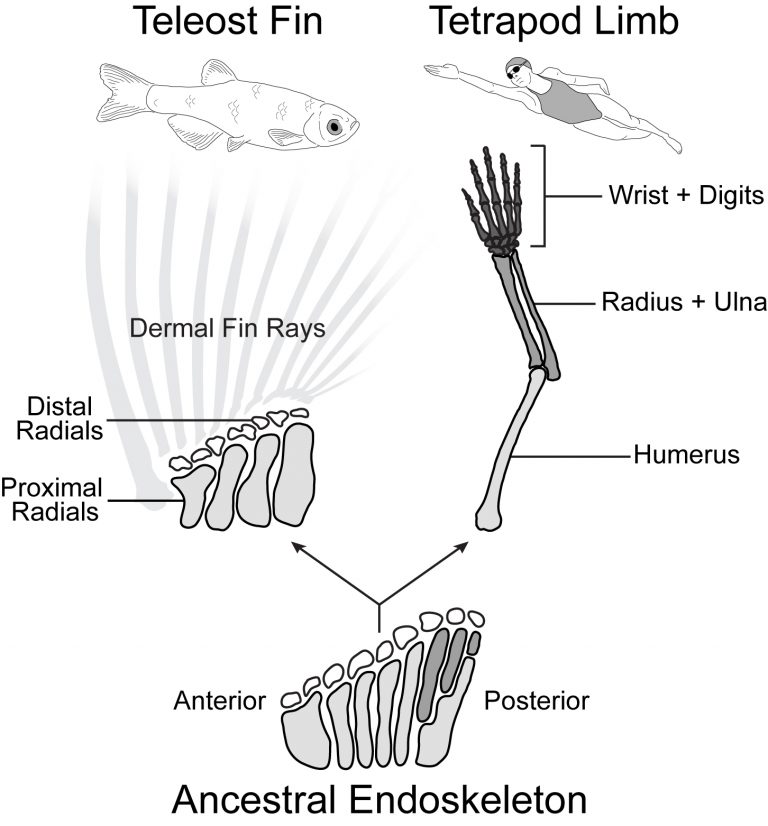 Teleost Fin
Tetrapod Limb
Wrist + Digits
Radius + Ulna
Dermal Fin Rays
Distal
Radials
Humerus
Proximal
Radials
Anterior
Posterior
Ancestral Endoskeleton